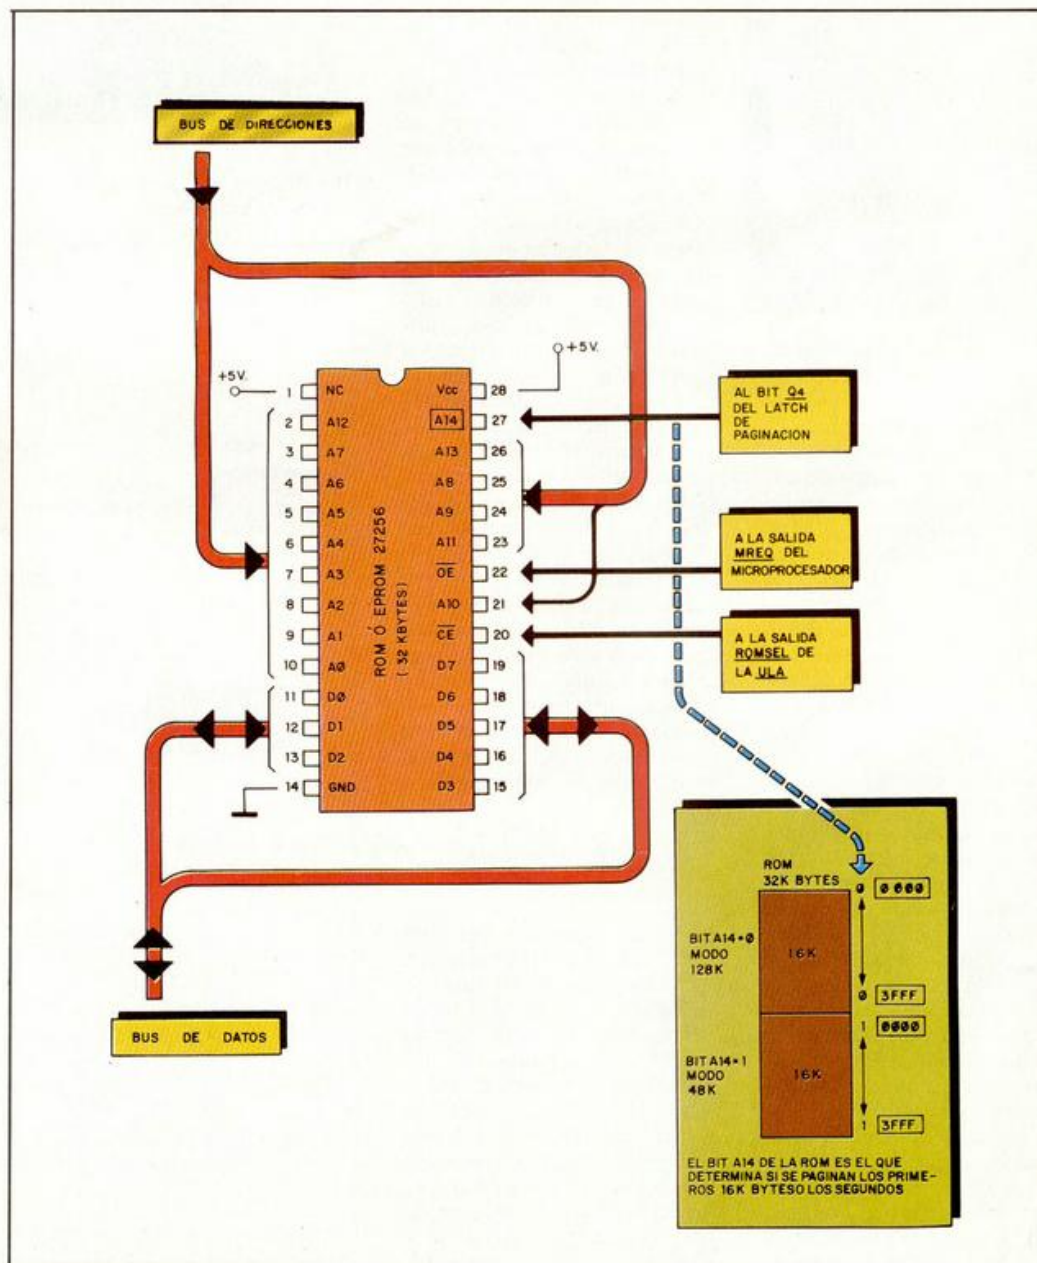 BUS DE DIRECCIONES
+5V.
+5V.
1 NC Vcc 28
2 A12 A14 27
3 A7 A13 26
4 A6 A8 25
5 A5 A9 24
6 A4 A11 23
7 A3 OE 22
8 A2 A10 21
9 A1 CE 20
10 A0 D7 19
11 D0 D6 18
12 D1 D5 17
13 D2 D4 16
14 GND D3 15
ROM Ó EPROM 27256
(32 KBYTES)
AL BIT Q4
DEL LATCH
DE
PAGINACION
A LA SALIDA
MREQ DEL
MICROPROCESADOR
A LA SALIDA
ROMSEL DE
LA ULA
BUS DE DATOS
ROM
32K BYTES
0 0000
BIT A14=0
MODO
128K
16K
0 3FFF
1 0000
BIT A14=1
MODO
48K
16K
1 3FFF
EL BIT A14 DE LA ROM ES EL QUE
DETERMINA SI SE PAGINAN LOS PRIME-
ROS 16K BYTESO LOS SEGUNDOS